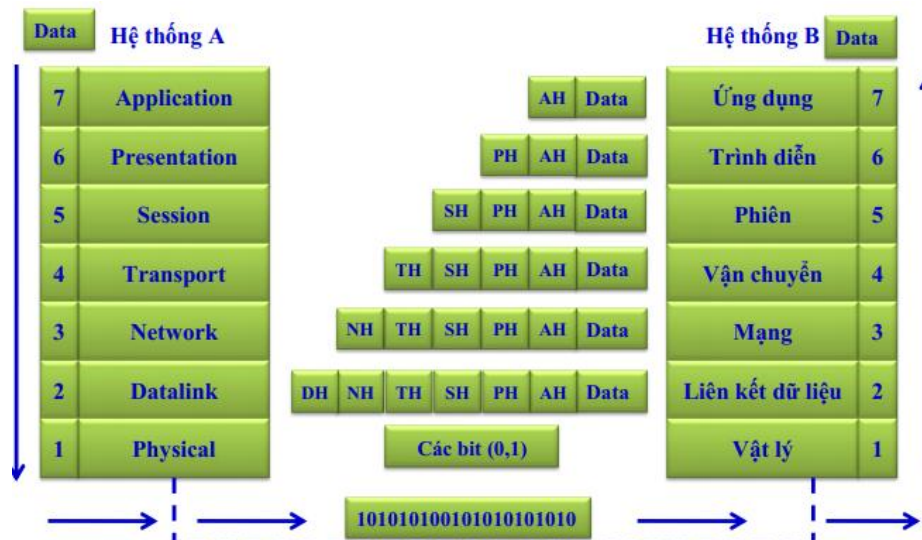 Data Hệ thống A Hệ thống B Data
7 Application AH Data Ứng dụng 7
6 Presentation PH AH Data Trình diễn 6
5 Session SH PH AH Data Phiên 5
4 Transport TH SH PH AH Data Vận chuyển 4
3 Network NH TH SH PH AH Data Mạng 3
2 Datalink DH NH TH SH PH AH Data Liên kết dữ liệu 2
1 Physical Các bit (0,1) Vật lý 1
101010100101010101010